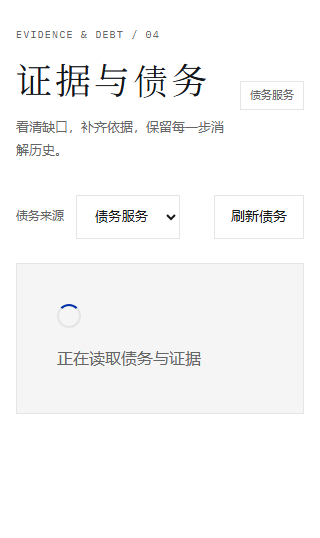 EVIDENCE & DEBT / 04
证据与债务
债务服务
看清缺口，补齐依据，保留每一步消
解历史。
债务来源
债务服务
刷新债务
正在读取债务与证据